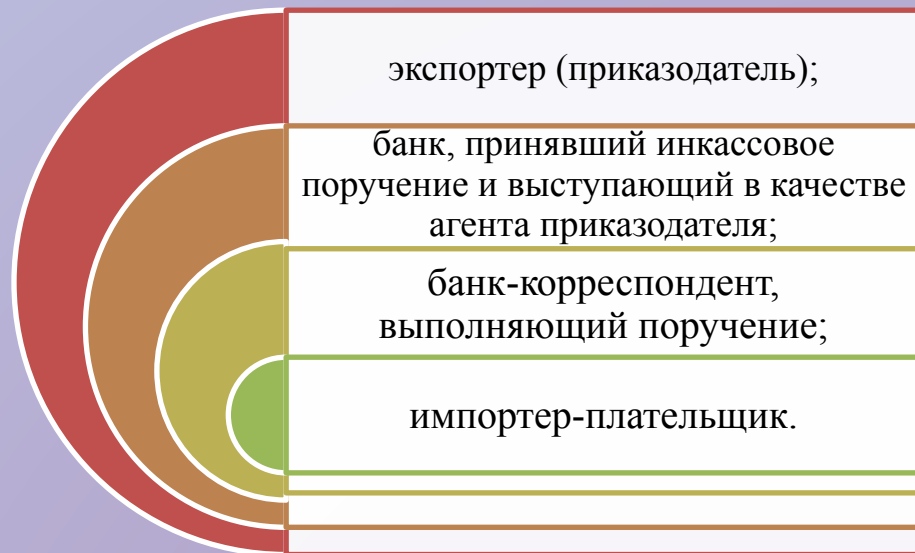 экспортер (приказодатель);
банк, принявший инкассовое
поручение и выступающий в качестве
агента приказодателя;
банк-корреспондент,
выполняющий поручение;
импортер-плательщик.